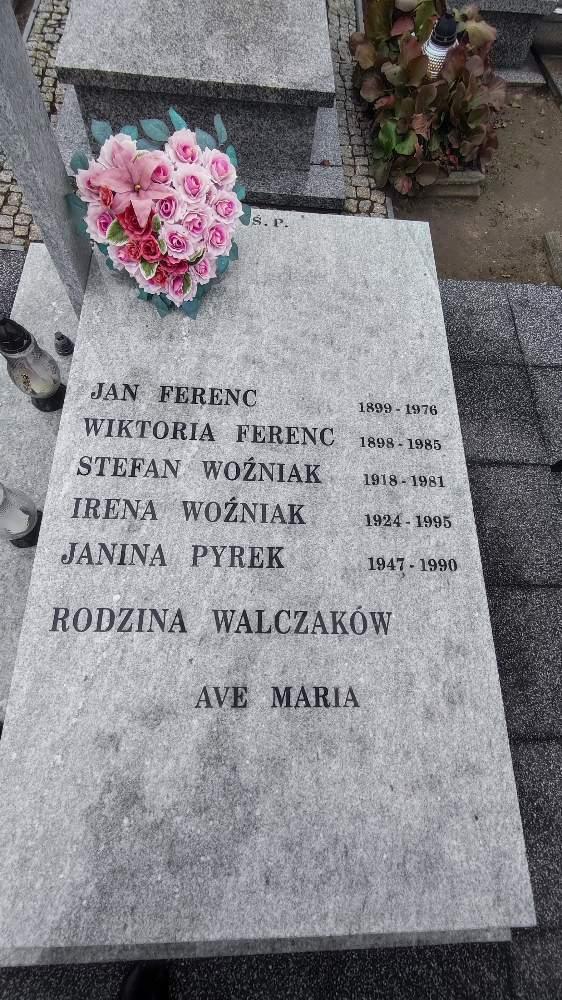 Ś. P.
JAN FERENC 1899 - 1976
WIKTORIA FERENC 1898 - 1985
STEFAN WOŹNIAK 1918 - 1981
IRENA WOŹNIAK 1924 - 1995
JANINA PYREK 1947 - 1990
RODZINA WALCZAKÓW
AVE MARIA